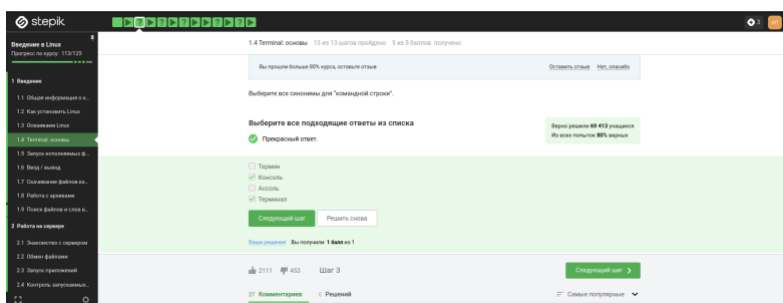 stepik
3
Введение в Linux
Прогресс по курсу: 113/125
1 Введение
1.1 Общая информация о к...
1.2 Как установить Linux
1.3 Осваиваем Linux
1.4 Terminal: основы
1.5 Запуск исполняемых ф...
1.6 Ввод / вывод
1.7 Скачивание файлов из...
1.8 Работа с архивами
1.9 Поиск файлов и слов в...
2 Работа на сервере
2.1 Знакомство с сервером
2.2 Обмен файлами
2.3 Запуск приложений
2.4 Контроль запускаемых...
1.4 Terminal: основы 13 из 13 шагов пройдено 5 из 5 баллов получено
Вы прошли больше 80% курса, оставьте отзыв
Оставить отзыв Нет, спасибо
Выберите все синонимы для "командной строки".
Выберите все подходящие ответы из списка
Прекрасный ответ.
Верно решили 69 413 учащихся
Из всех попыток 80% верных
Термин
Консоль
Ассоль
Терминал
Следующий шаг Решить снова
Ваши решения Вы получили: 1 балл из 1
2111 453 Шаг 3
Следующий шаг
Комментариев Решений
Самые популярные